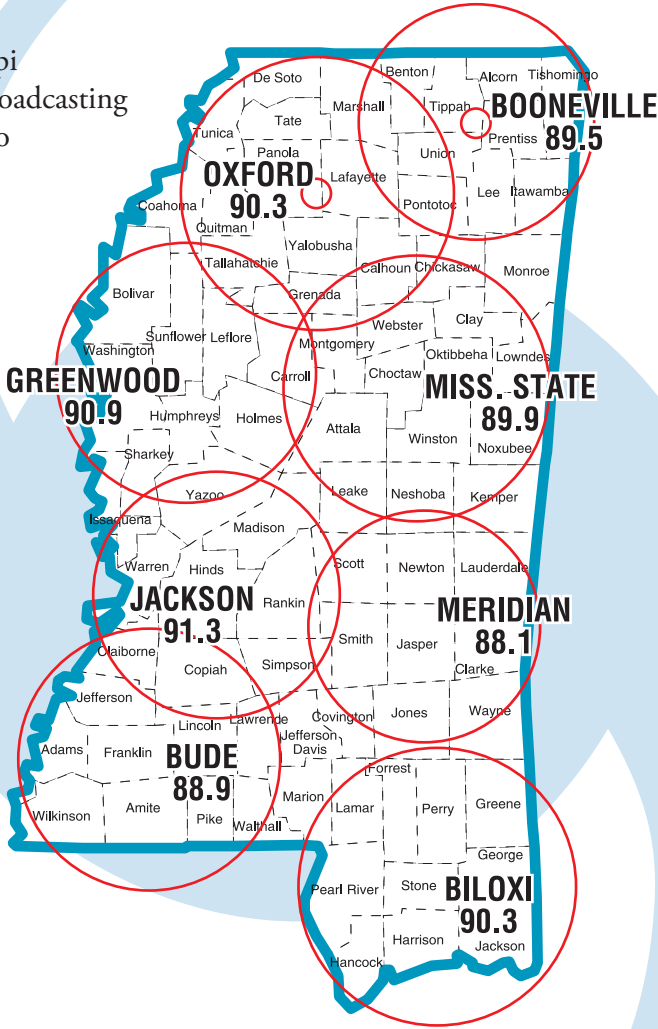 pi
oadcasting
o
De Soto
Benton
Alcorn Tishomingo
Marshall
Tippah
BOONEVILLE
89.5
Tate
Tunica
Prentiss
Panola
Union
OXFORD
90.3
Lafayette
Lee Itawamba
Coahoma
Pontotoc
Quitman
Yalobusha
Tallahatchie
Calhoun Chickasaw
Monroe
Bolivar
Grenada
Webster
Clay
Sunflower Leflore
Montgomery
Washington
Oktibbeha
Lowndes
Carroll
Choctaw
GREENWOOD
90.9
MISS. STATE
89.9
Humphreys
Holmes
Attala
Winston
Noxubee
Sharkey
Yazoo
Leake
Neshoba
Kemper
Issaquena
Madison
Warren
Hinds
Scott
Newton
Lauderdale
JACKSON
91.3
Rankin
MERIDIAN
88.1
Smith
Jasper
Claiborne
Copiah
Simpson
Clarke
Jefferson
Lincoln
Lawrence
Covington
Jones
Wayne
Jefferson
Davis
Adams
Franklin
BUDE
88.9
Forrest
Marion
Lamar
Perry
Greene
Wilkinson
Amite
Pike
Walthall
George
Pearl River
Stone
BILOXI
90.3
Harrison
Jackson
Hancock